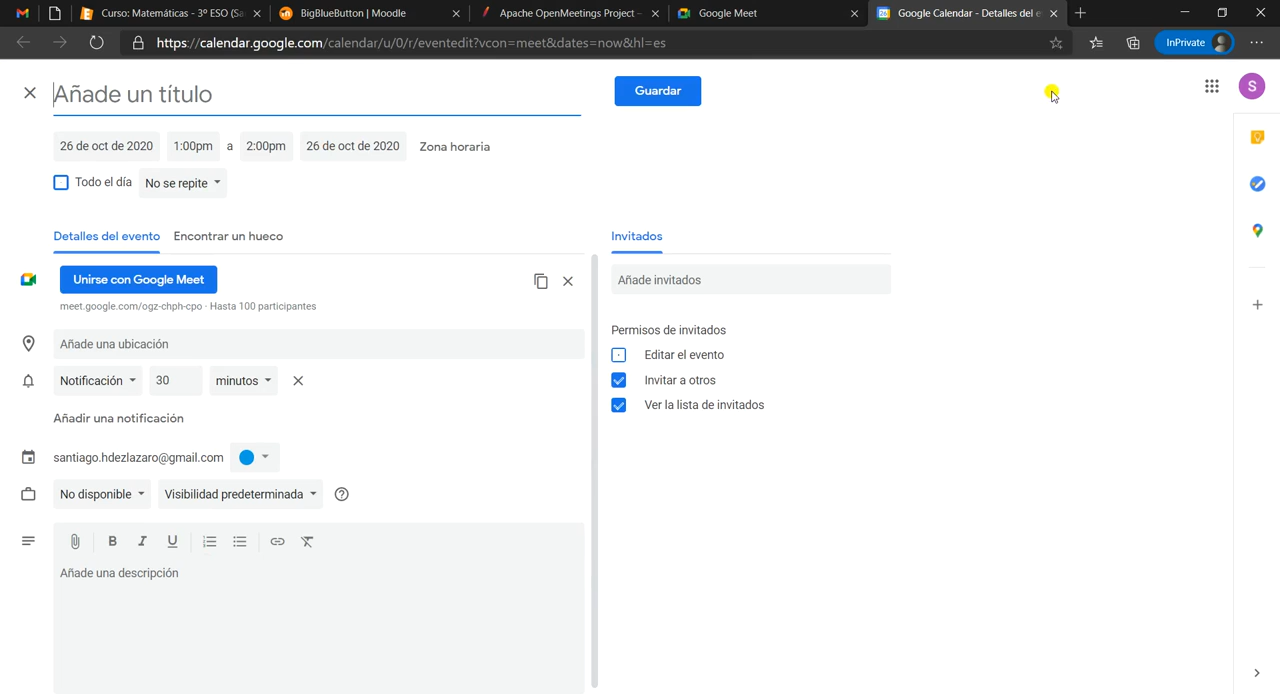 Curso: Matemáticas - 3º ESO (Sa
BigBlueButton | Moodle
Apache OpenMeetings Project –
Google Meet
Google Calendar - Detalles del e
https://calendar.google.com/calendar/u/0/r/eventedit?vcon=meet&dates=now&hl=es
InPrivate
Añade un título
Guardar
S
26 de oct de 2020 1:00pm a 2:00pm 26 de oct de 2020 Zona horaria
Todo el día No se repite
Detalles del evento Encontrar un hueco
Invitados
Unirse con Google Meet
meet.google.com/ogz-chph-cpo · Hasta 100 participantes
Añade invitados
Añade una ubicación
Permisos de invitados
Editar el evento
Invitar a otros
Ver la lista de invitados
Notificación 30 minutos
Añadir una notificación
santiago.hdezlazaro@gmail.com
No disponible Visibilidad predeterminada
B I U
Añade una descripción